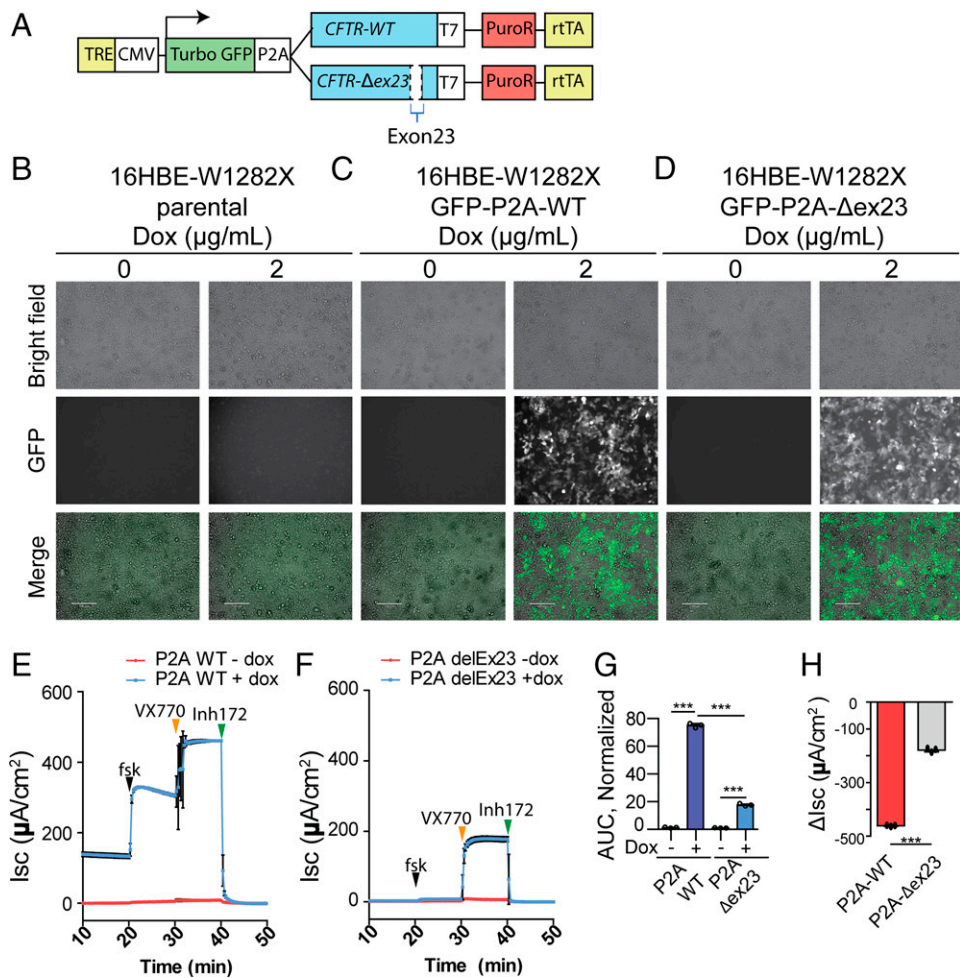 A
TRE CMV Turbo GFP P2A CFTR-WT T7 PuroR rtTA
CFTR-Δex23 T7 PuroR rtTA
Exon23
B
16HBE-W1282X
parental
Dox (µg/mL)
0 2
C
16HBE-W1282X
GFP-P2A-WT
Dox (µg/mL)
0 2
D
16HBE-W1282X
GFP-P2A-Δex23
Dox (µg/mL)
0 2
Bright field
GFP
Merge
E
P2A WT - dox
P2A WT + dox
600
400
200
0
Isc (µA/cm²)
fsk
VX770
Inh172
10 20 30 40 50
Time (min)
F
P2A delEx23 -dox
P2A delEx23 +dox
600
400
200
0
Isc (µA/cm²)
fsk
VX770
Inh172
10 20 30 40 50
Time (min)
G
AUC, Normalized
80
60
40
20
0
*** ***
***
Dox - + - +
P2A WT
P2A Δex23
H
ΔIsc (µA/cm²)
0
-100
-200
-300
-400
-500
***
P2A-WT
P2A-Δex23